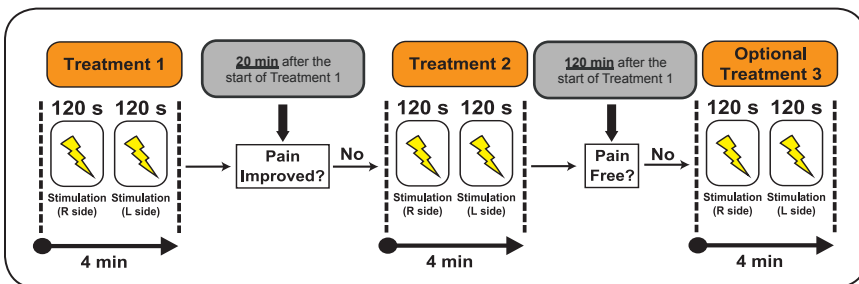 Treatment 1
20 min after the
start of Treatment 1
Treatment 2
120 min after the
start of Treatment 1
Optional
Treatment 3
120 s 120 s
120 s 120 s
120 s 120 s
Pain
Improved?
No
Pain
Free?
No
Stimulation
(R side)
Stimulation
(L side)
Stimulation
(R side)
Stimulation
(L side)
Stimulation
(R side)
Stimulation
(L side)
4 min
4 min
4 min